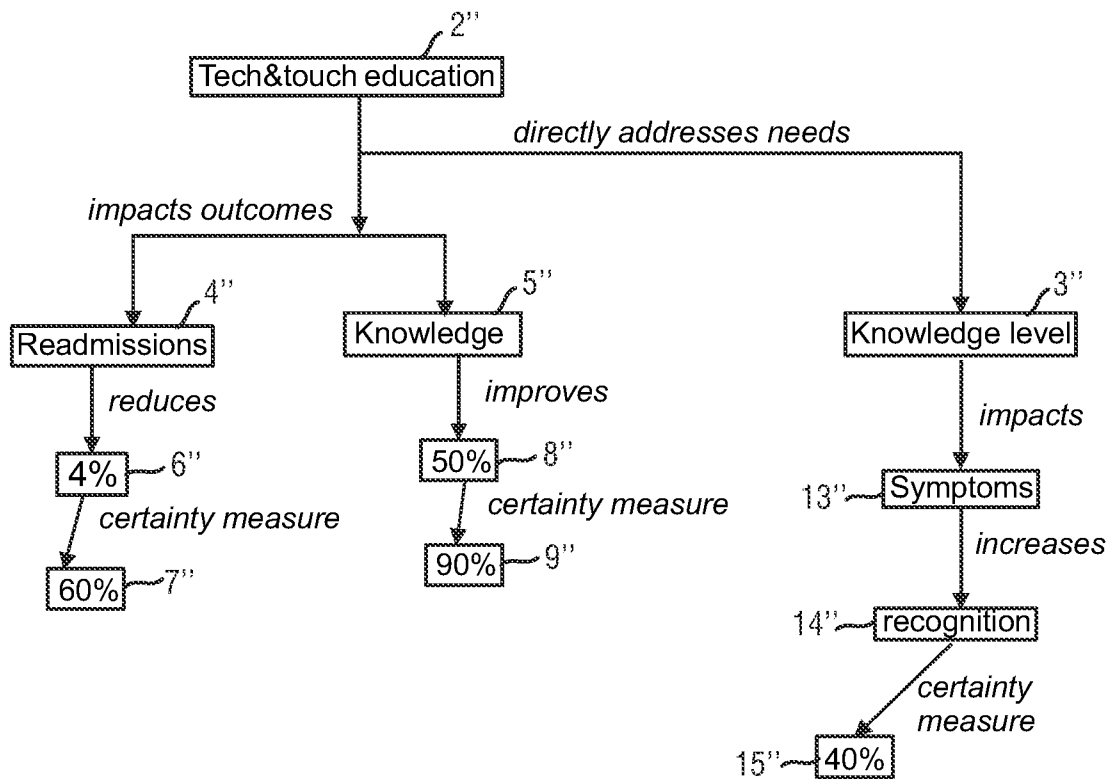 2''
Tech&touch education
directly addresses needs
impacts outcomes
4''
5''
3''
Readmissions
Knowledge
Knowledge level
reduces
improves
impacts
4%
6''
50%
8''
13''
Symptoms
certainty measure
certainty measure
increases
60%
7''
90%
9''
14''
recognition
certainty
measure
15''
40%